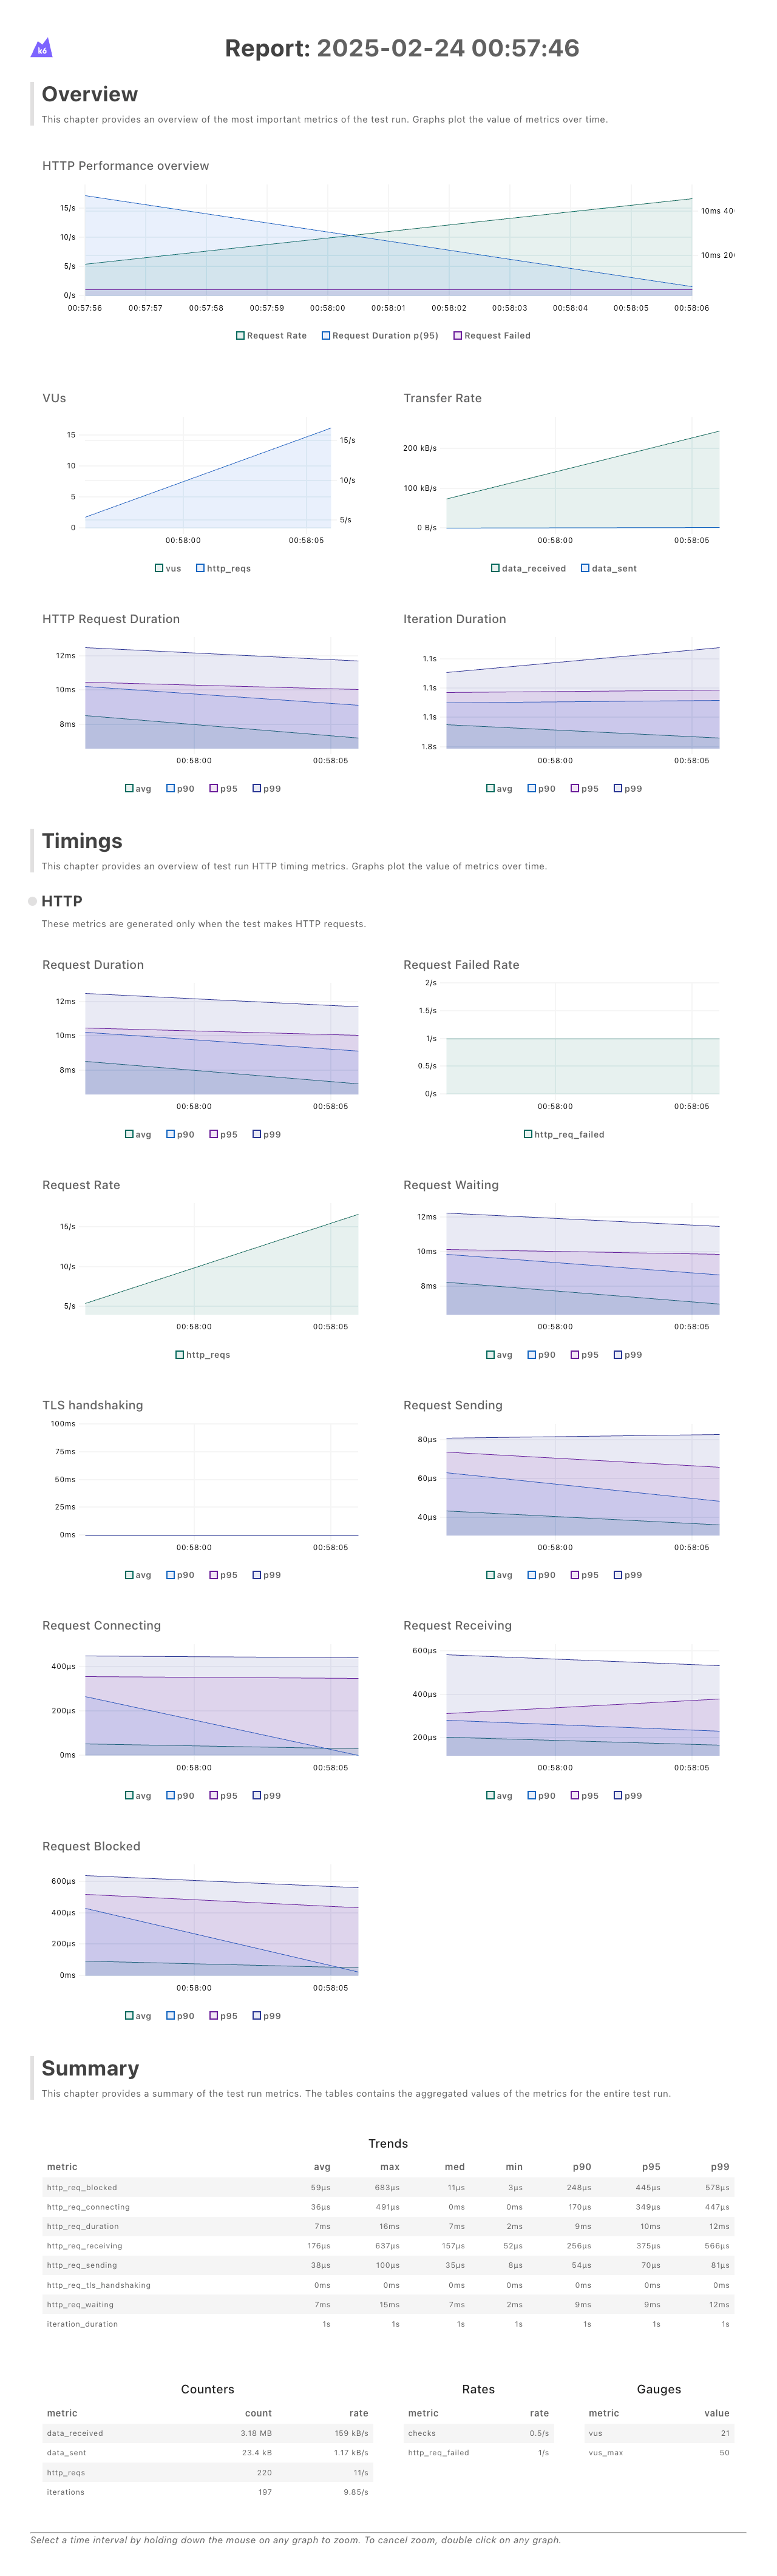 k6
Report: 2025-02-24 00:57:46
Overview
This chapter provides an overview of the most important metrics of the test run. Graphs plot the value of metrics over time.
HTTP Performance overview
15/s
10/s
5/s
0/s
10ms 40
10ms 20
00:57:56 00:57:57 00:57:58 00:57:59 00:58:00 00:58:01 00:58:02 00:58:03 00:58:04 00:58:05 00:58:06
Request Rate Request Duration p(95) Request Failed
VUs
15
10
5
0
15/s
10/s
5/s
00:58:00 00:58:05
vus http_reqs
Transfer Rate
200 kB/s
100 kB/s
0 B/s
00:58:00 00:58:05
data_received data_sent
HTTP Request Duration
12ms
10ms
8ms
00:58:00 00:58:05
avg p90 p95 p99
Iteration Duration
1.1s
1.1s
1.1s
1.8s
00:58:00 00:58:05
avg p90 p95 p99
Timings
This chapter provides an overview of test run HTTP timing metrics. Graphs plot the value of metrics over time.
HTTP
These metrics are generated only when the test makes HTTP requests.
Request Duration
12ms
10ms
8ms
00:58:00 00:58:05
avg p90 p95 p99
Request Failed Rate
2/s
1.5/s
1/s
0.5/s
0/s
00:58:00 00:58:05
http_req_failed
Request Rate
15/s
10/s
5/s
00:58:00 00:58:05
http_reqs
Request Waiting
12ms
10ms
8ms
00:58:00 00:58:05
avg p90 p95 p99
TLS handshaking
100ms
75ms
50ms
25ms
0ms
00:58:00 00:58:05
avg p90 p95 p99
Request Sending
80µs
60µs
40µs
00:58:00 00:58:05
avg p90 p95 p99
Request Connecting
400µs
200µs
0ms
00:58:00 00:58:05
avg p90 p95 p99
Request Receiving
600µs
400µs
200µs
00:58:00 00:58:05
avg p90 p95 p99
Request Blocked
600µs
400µs
200µs
0ms
00:58:00 00:58:05
avg p90 p95 p99
Summary
This chapter provides a summary of the test run metrics. The tables contains the aggregated values of the metrics for the entire test run.
Trends
metric avg max med min p90 p95 p99
http_req_blocked 59µs 683µs 11µs 3µs 248µs 445µs 578µs
http_req_connecting 36µs 491µs 0ms 0ms 170µs 349µs 447µs
http_req_duration 7ms 16ms 7ms 2ms 9ms 10ms 12ms
http_req_receiving 176µs 637µs 157µs 52µs 256µs 375µs 566µs
http_req_sending 38µs 100µs 35µs 8µs 54µs 70µs 81µs
http_req_tls_handshaking 0ms 0ms 0ms 0ms 0ms 0ms 0ms
http_req_waiting 7ms 15ms 7ms 2ms 9ms 9ms 12ms
iteration_duration 1s 1s 1s 1s 1s 1s 1s
Counters
metric count rate
data_received 3.18 MB 159 kB/s
data_sent 23.4 kB 1.17 kB/s
http_reqs 220 11/s
iterations 197 9.85/s
Rates
metric rate
checks 0.5/s
http_req_failed 1/s
Gauges
metric value
vus 21
vus_max 50
Select a time interval by holding down the mouse on any graph to zoom. To cancel zoom, double click on any graph.